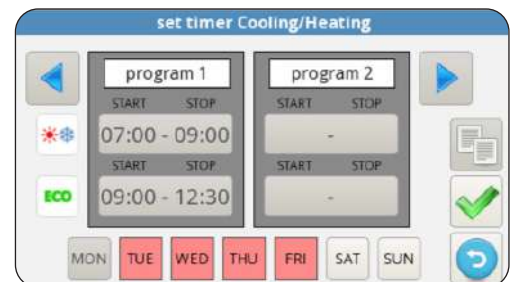 set timer Cooling/Heating
program 1 program 2
START STOP START STOP
07:00 - 09:00 -
START STOP START STOP
ECO 09:00 - 12:30 -
MON TUE WED THU FRI SAT SUN